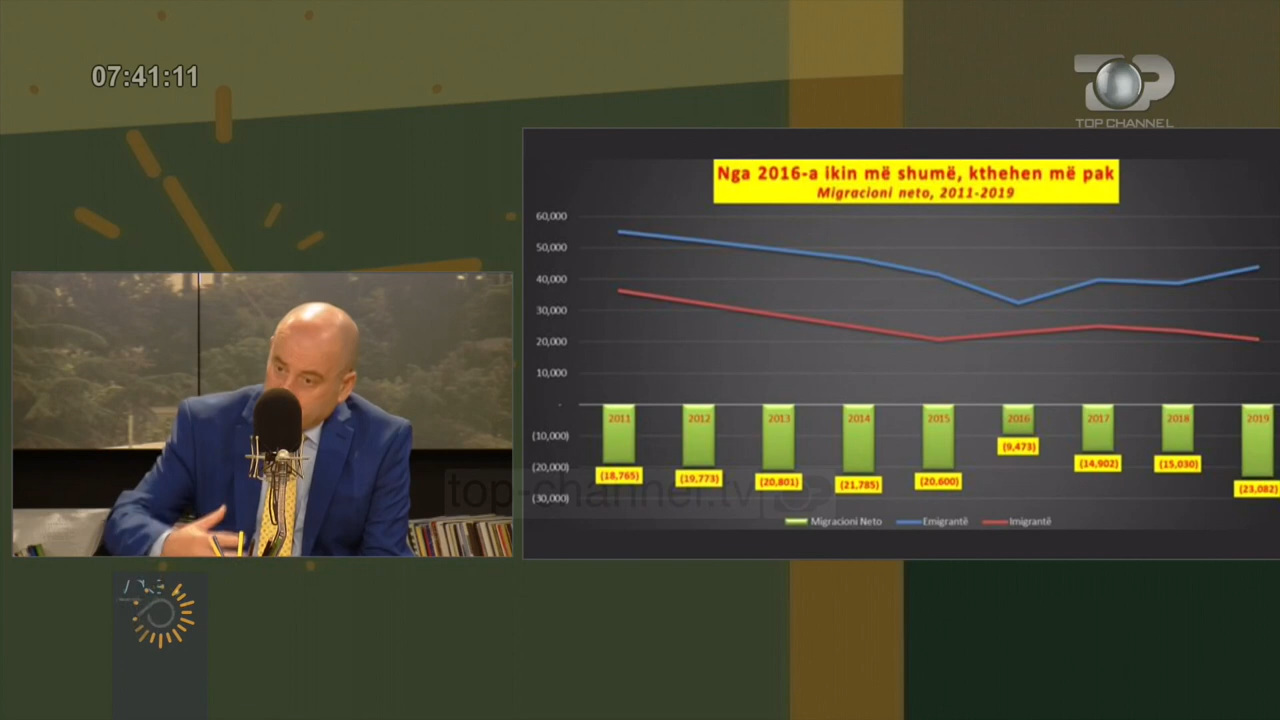 07:41:11
TOP CHANNEL
Nga 2016-a ikin më shumë, kthehen më pak
Migracioni neto, 2011-2019
60,000
50,000
40,000
30,000
20,000
10,000
-
(10,000)
(20,000)
(30,000)
2011 2012 2013 2014 2015 2016 2017 2018 2019
(18,765) (19,773) (20,801) (21,785) (20,600) (9,473) (14,902) (15,030) (23,082)
Migracioni Neto Emigrantë Imigrantë
top-channel.tv